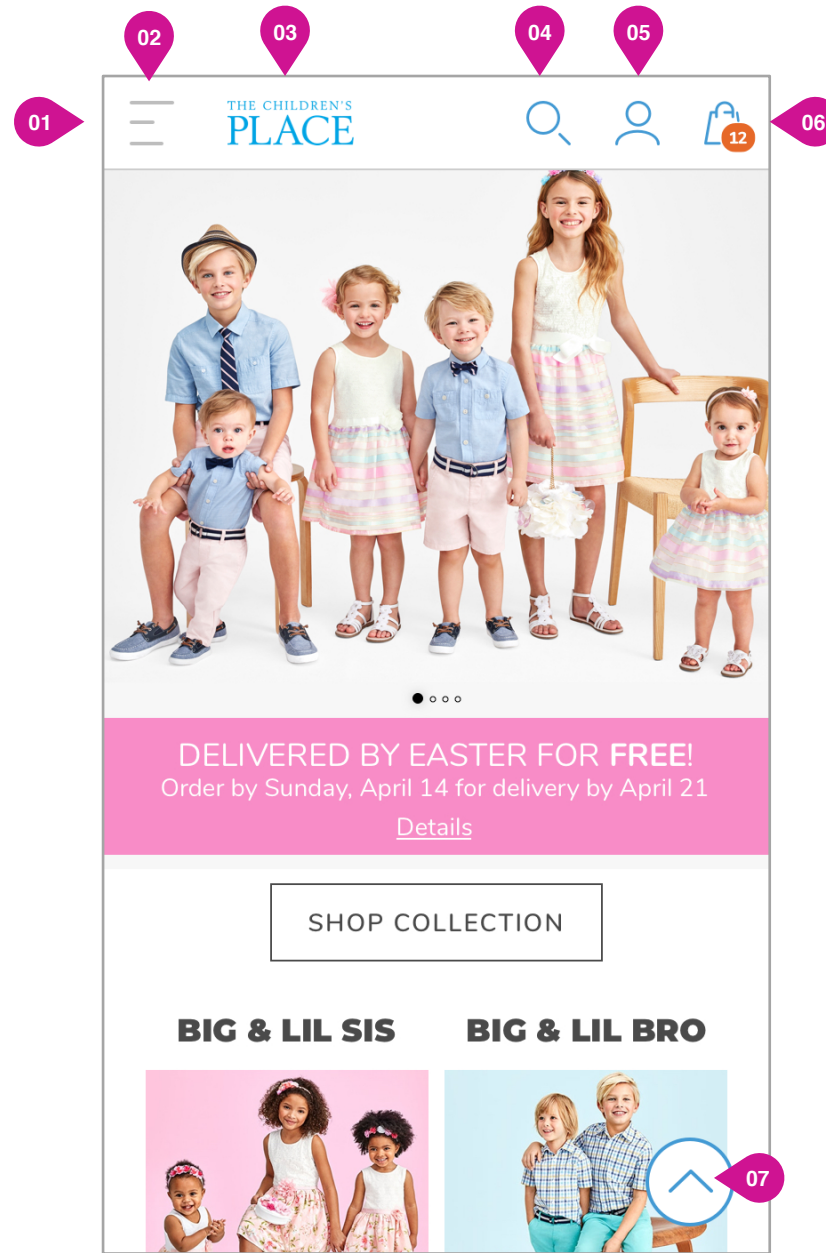 02
03
04
05
01
THE CHILDREN'S
PLACE
12
06
DELIVERED BY EASTER FOR FREE!
Order by Sunday, April 14 for delivery by April 21
Details
SHOP COLLECTION
BIG & LIL SIS
BIG & LIL BRO
07